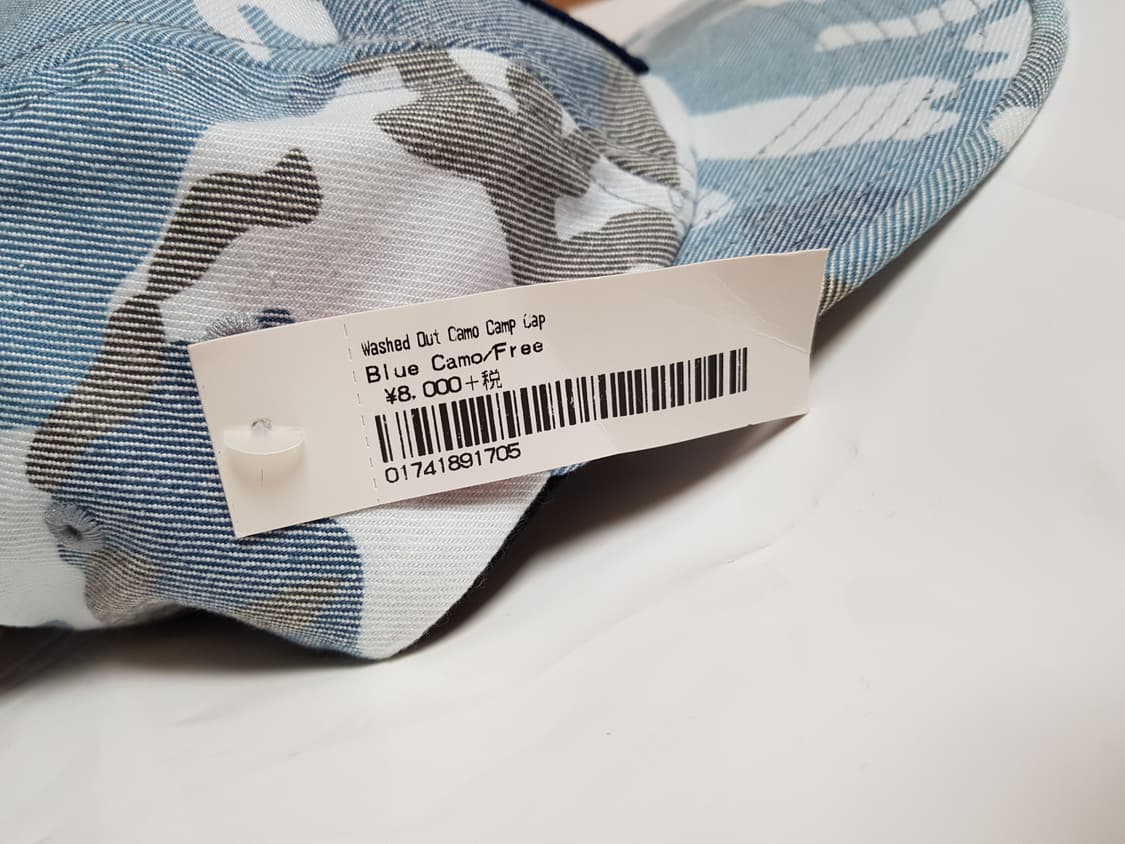 Washed Out Camo Camp Cap
Blue Camo/Free
¥8,000+税
01741891705